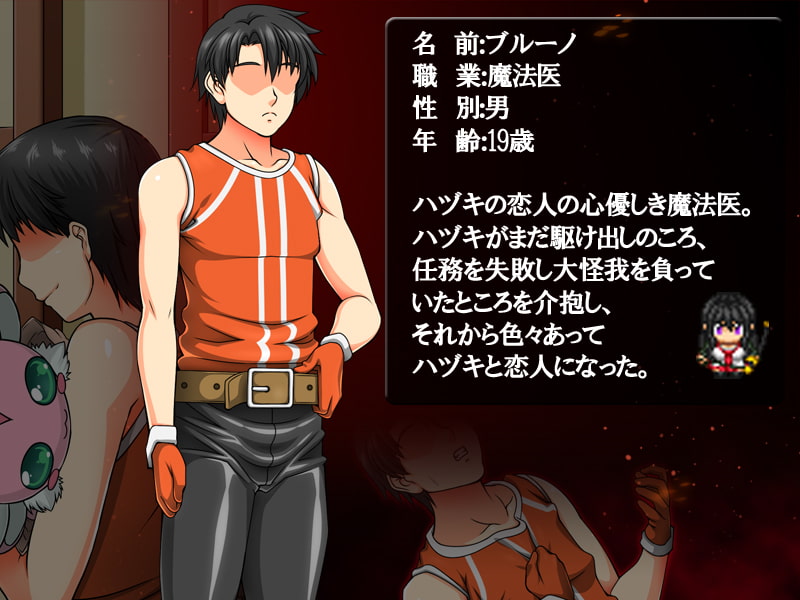 名 前:ブルーノ
職 業:魔法医
性 別:男
年 齢:19歳
ハヅキの恋人の心優しき魔法医。
ハヅキがまだ駆け出しのころ、
任務を失敗し大怪我を負って
いたところを介抱し、
それから色々あって
ハヅキと恋人になった。